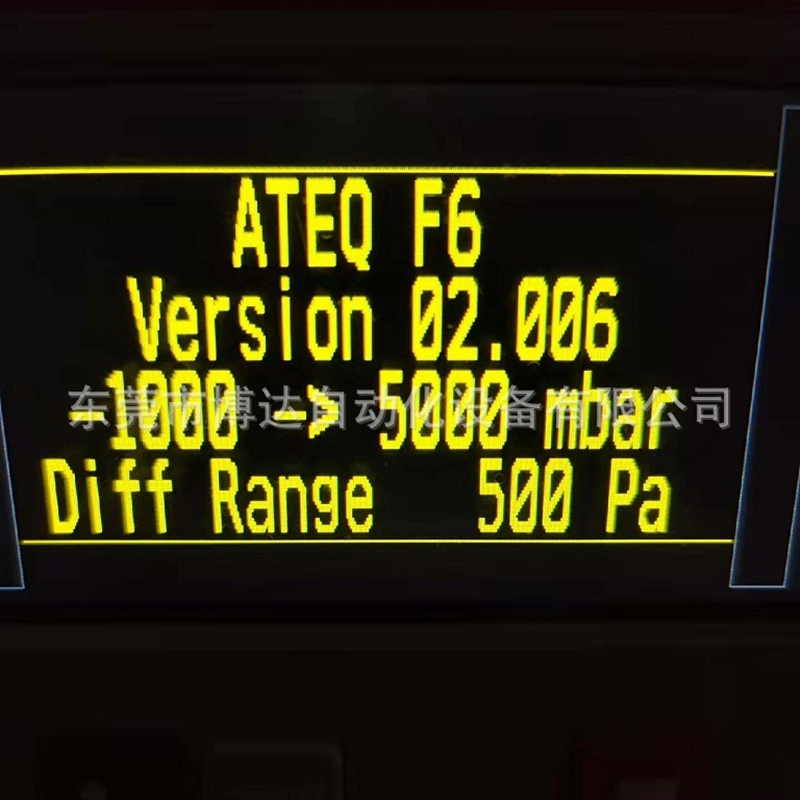 ATEQ F6
Version 02.006
-1000 -> 5000 mbar
东莞市博达自动化设备有限公司
Diff Range 500 Pa